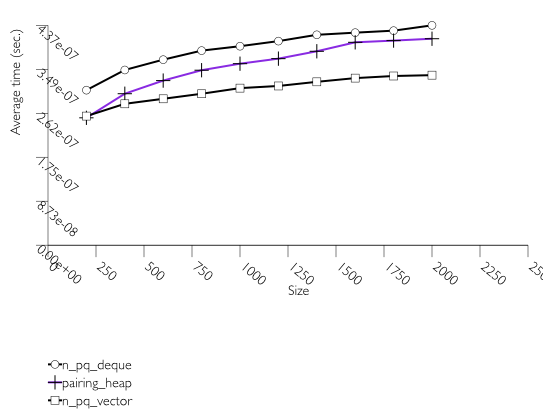 Average time (sec.)
4.37e-07
3.49e-07
2.62e-07
1.75e-07
8.73e-08
0.00e+00
0
250
500
750
1000
1250
1500
1750
2000
2250
Size
n_pq_deque
pairing_heap
n_pq_vector